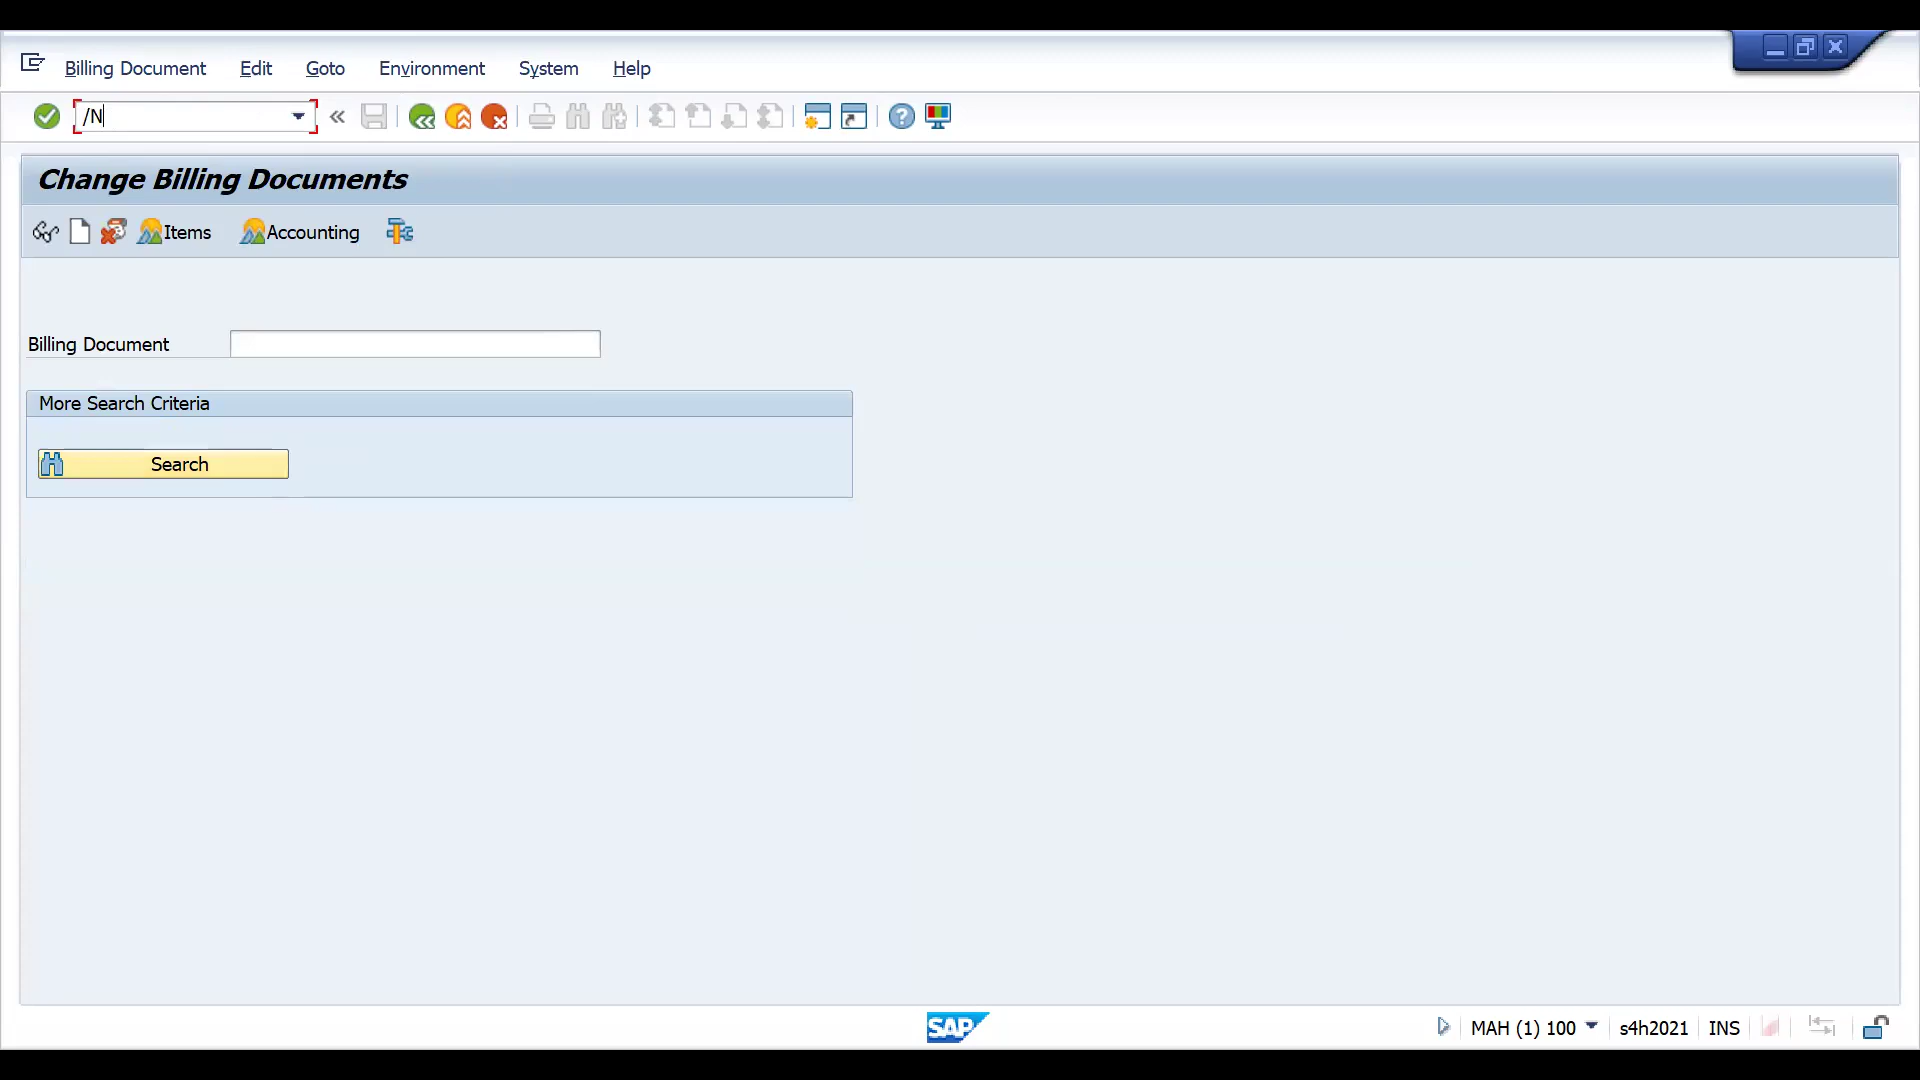 Billing Document Edit Goto Environment System Help
/N
Change Billing Documents
Items Accounting
Billing Document
More Search Criteria
Search
SAP MAH (1) 100 s4h2021 INS